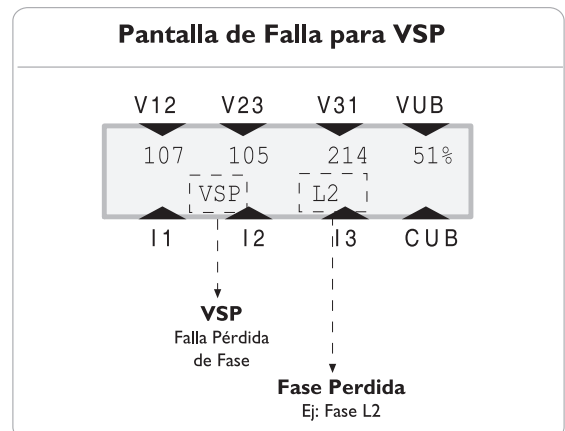 Pantalla de Falla para VSP
V12 V23 V31 VUB
107 105 214 51%
VSP L2
I1 I2 I3 CUB
VSP
Falla Pérdida
de Fase
Fase Perdida
Ej: Fase L2